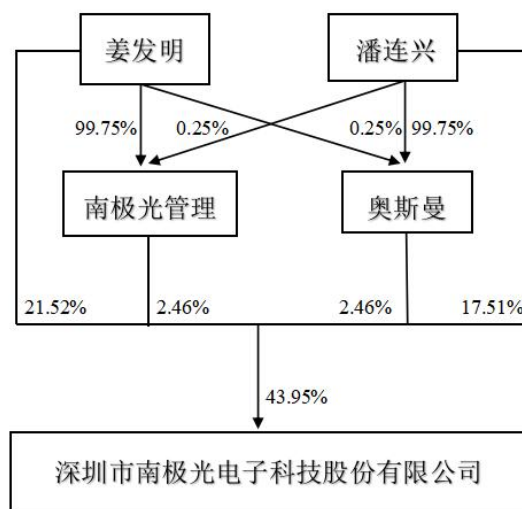 姜发明
潘连兴
99.75%
0.25%
0.25%
99.75%
南极光管理
奥斯曼
21.52%
2.46%
2.46%
17.51%
43.95%
深圳市南极光电子科技股份有限公司